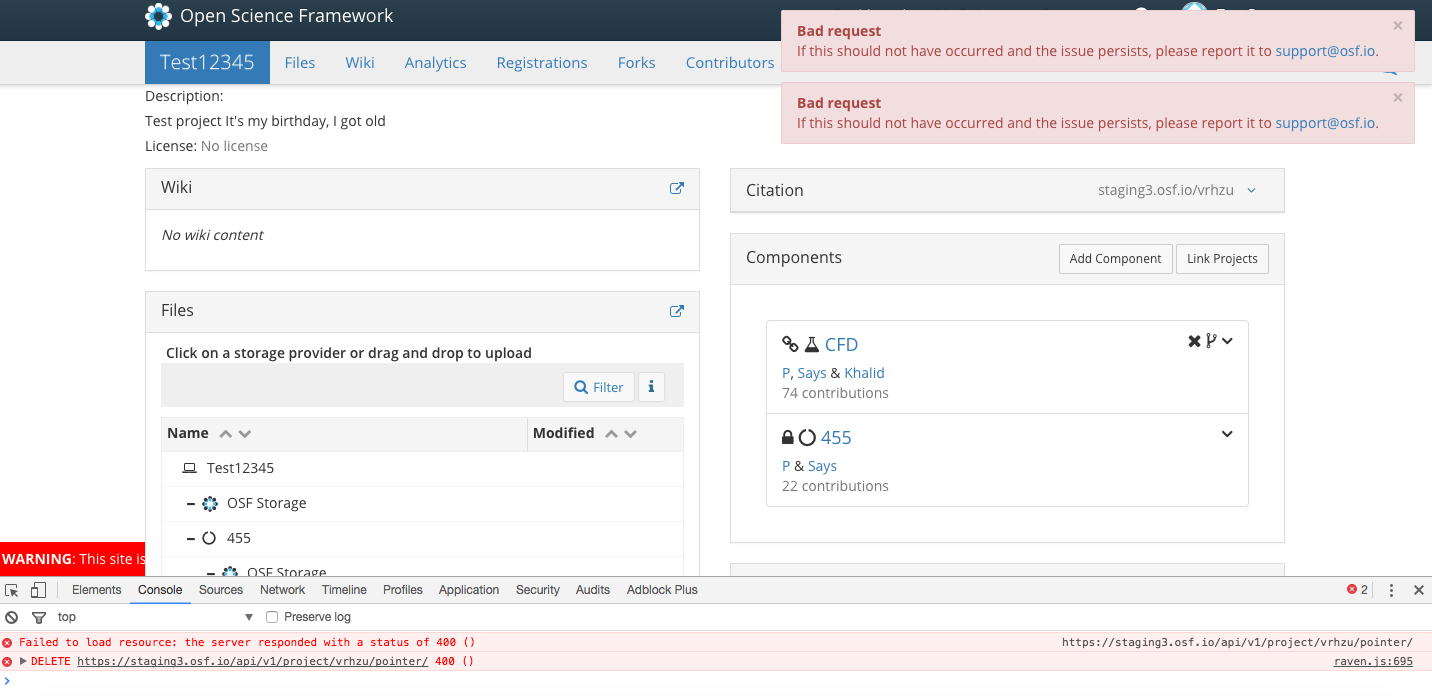 Open Science Framework
Bad request
If this should not have occurred and the issue persists, please report it to support@osf.io.
×
Bad request
If this should not have occurred and the issue persists, please report it to support@osf.io.
×
Test12345 Files Wiki Analytics Registrations Forks Contributors
Description:
Test project It's my birthday, I got old
License: No license
Wiki
No wiki content
Files
Click on a storage provider or drag and drop to upload
Filter
Name Modified
Test12345
OSF Storage
455
OSF Storage
Citation staging3.osf.io/vrhzu
Components Add Component Link Projects
CFD
P, Says & Khalid
74 contributions
455
P & Says
22 contributions
WARNING: This site is
Elements Console Sources Network Timeline Profiles Application Security Audits Adblock Plus 2
top Preserve log
Failed to load resource: the server responded with a status of 400 () https://staging3.osf.io/api/v1/project/vrhzu/pointer/
DELETE https://staging3.osf.io/api/v1/project/vrhzu/pointer/ 400 () raven.js:695